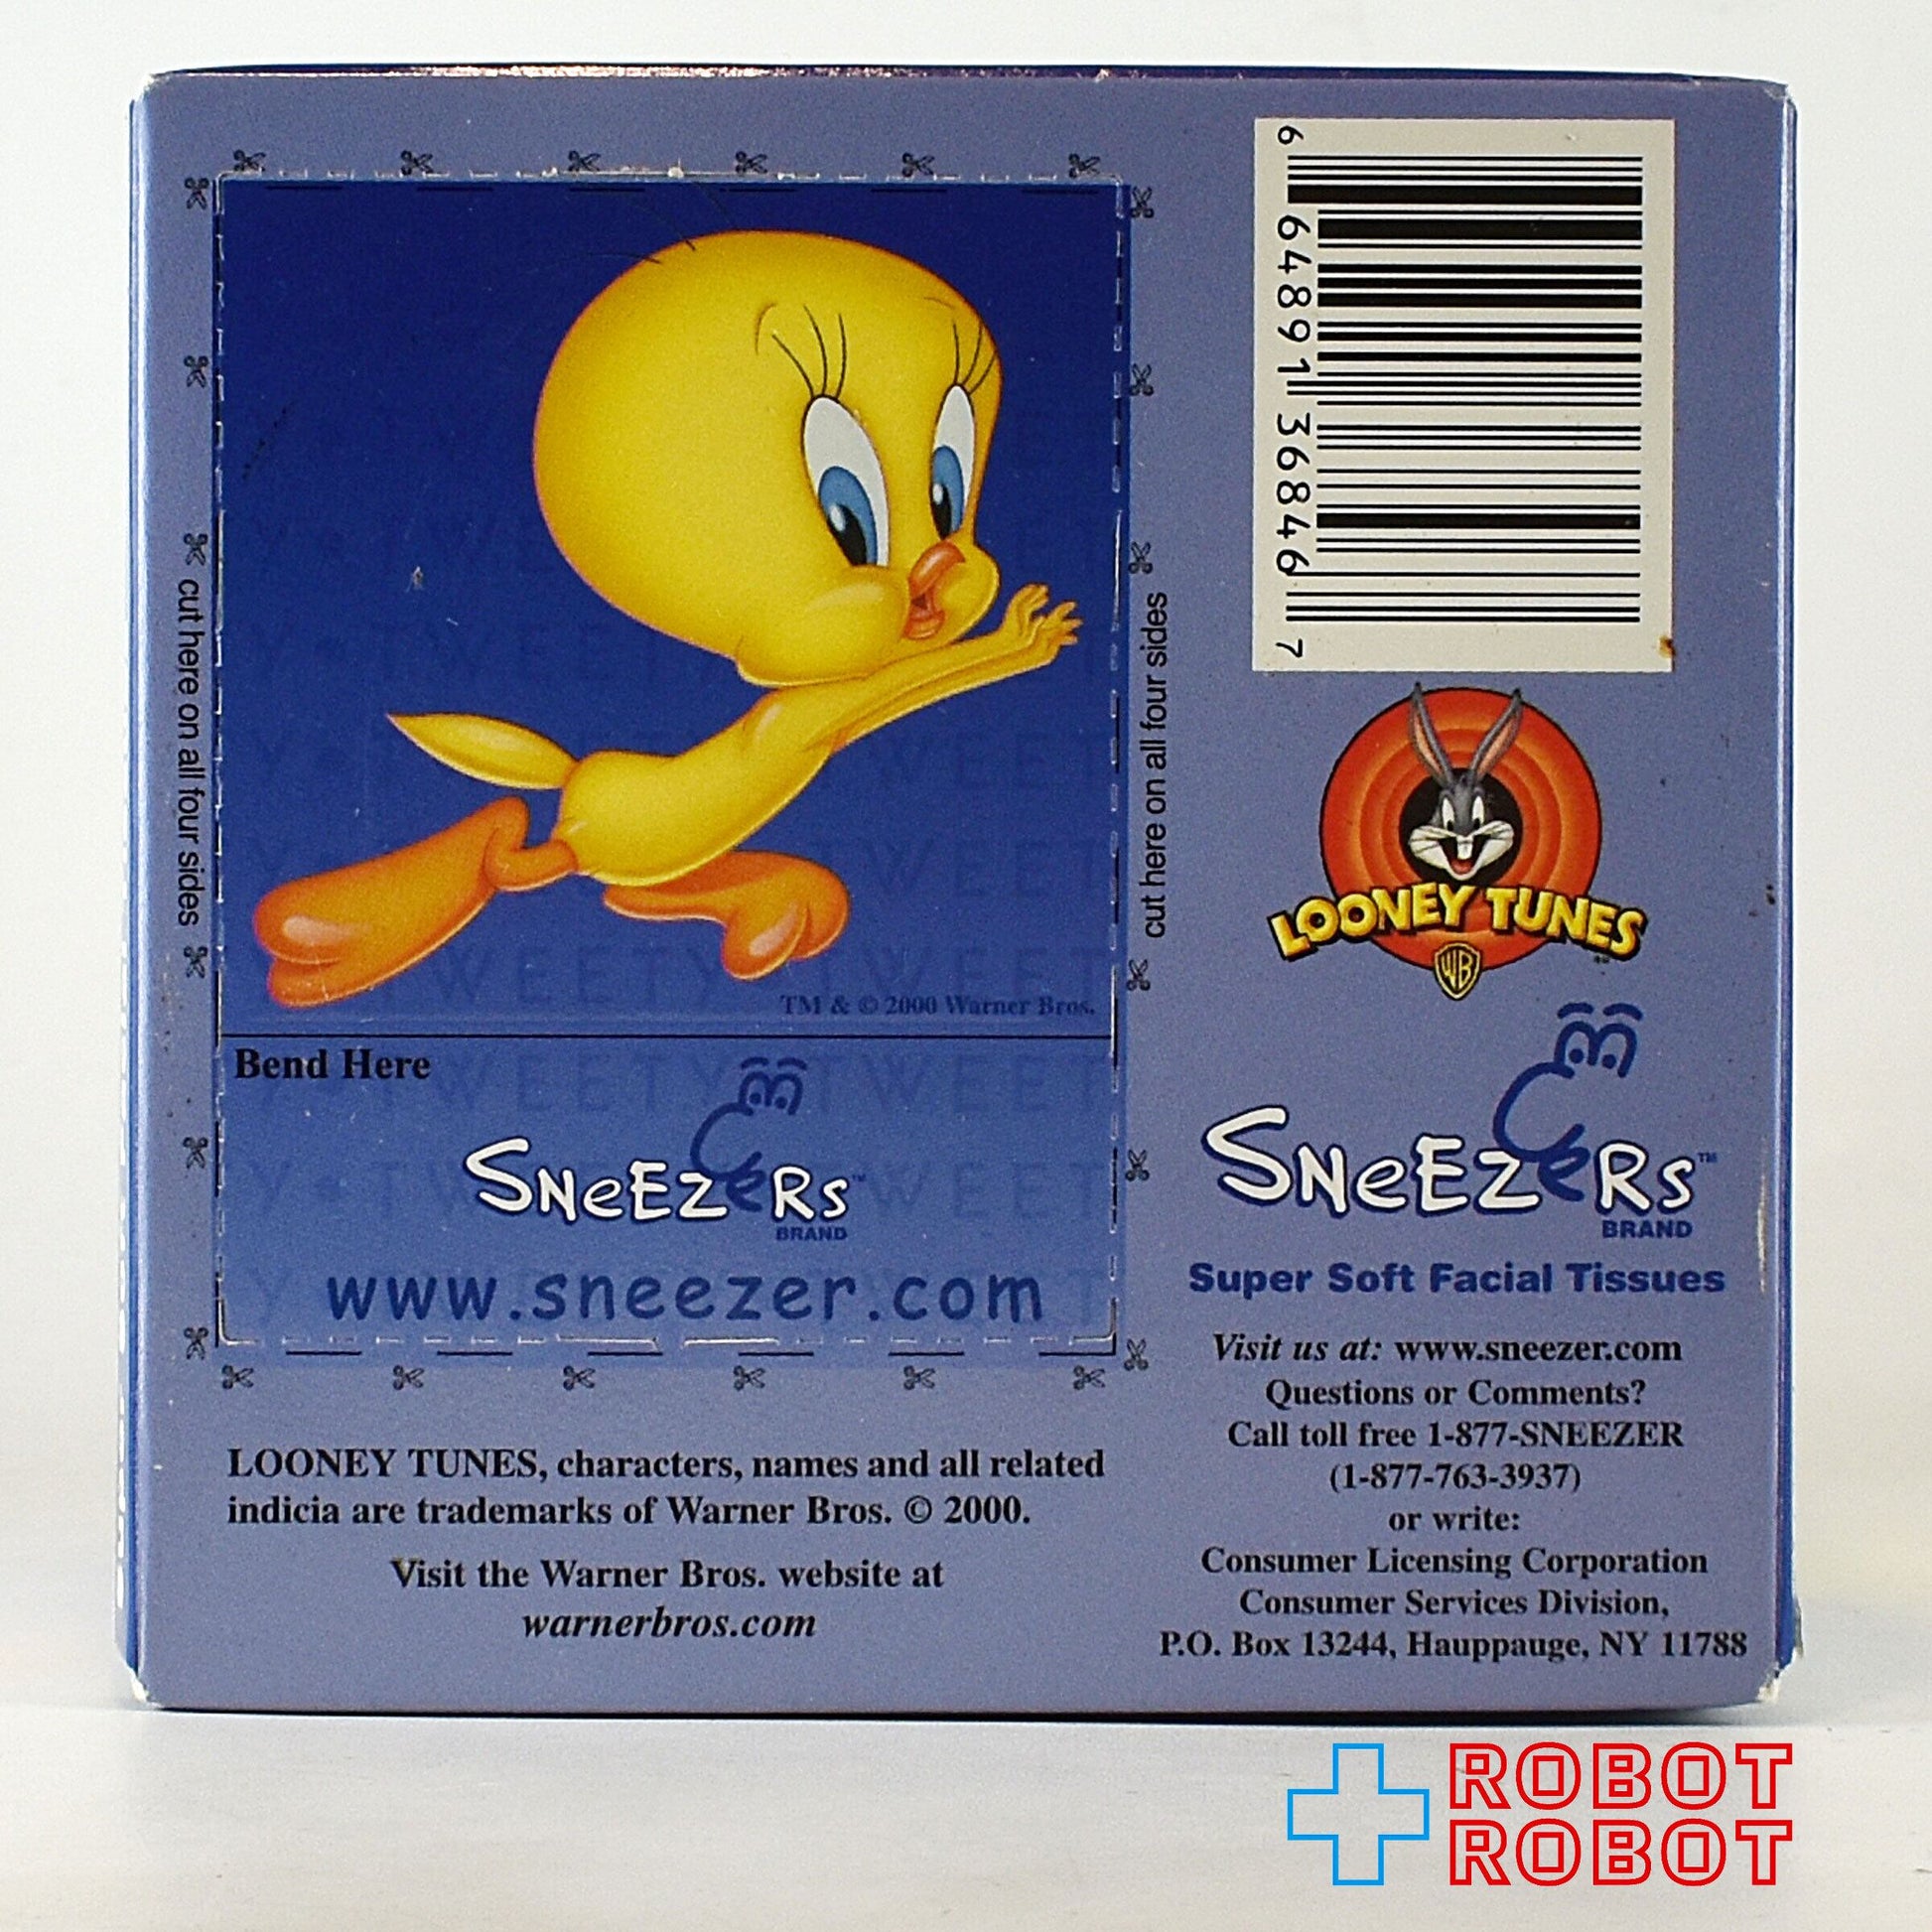 cut here on all four sides
TM & © 2000 Warner Bros.
Bend Here
SNeEZeRs™
BRAND
www.sneezer.com
cut here on all four sides
LOONEY TUNES, characters, names and all related
indicia are trademarks of Warner Bros. © 2000.
Visit the Warner Bros. website at
warnerbros.com
6 64891 36846 7
LOONEY TUNES
WB
SNeEZeRs™
BRAND
Super Soft Facial Tissues
Visit us at: www.sneezer.com
Questions or Comments?
Call toll free 1-877-SNEEZER
(1-877-763-3937)
or write:
Consumer Licensing Corporation
Consumer Services Division,
P.O. Box 13244, Hauppauge, NY 11788
ROBOT
ROBOT